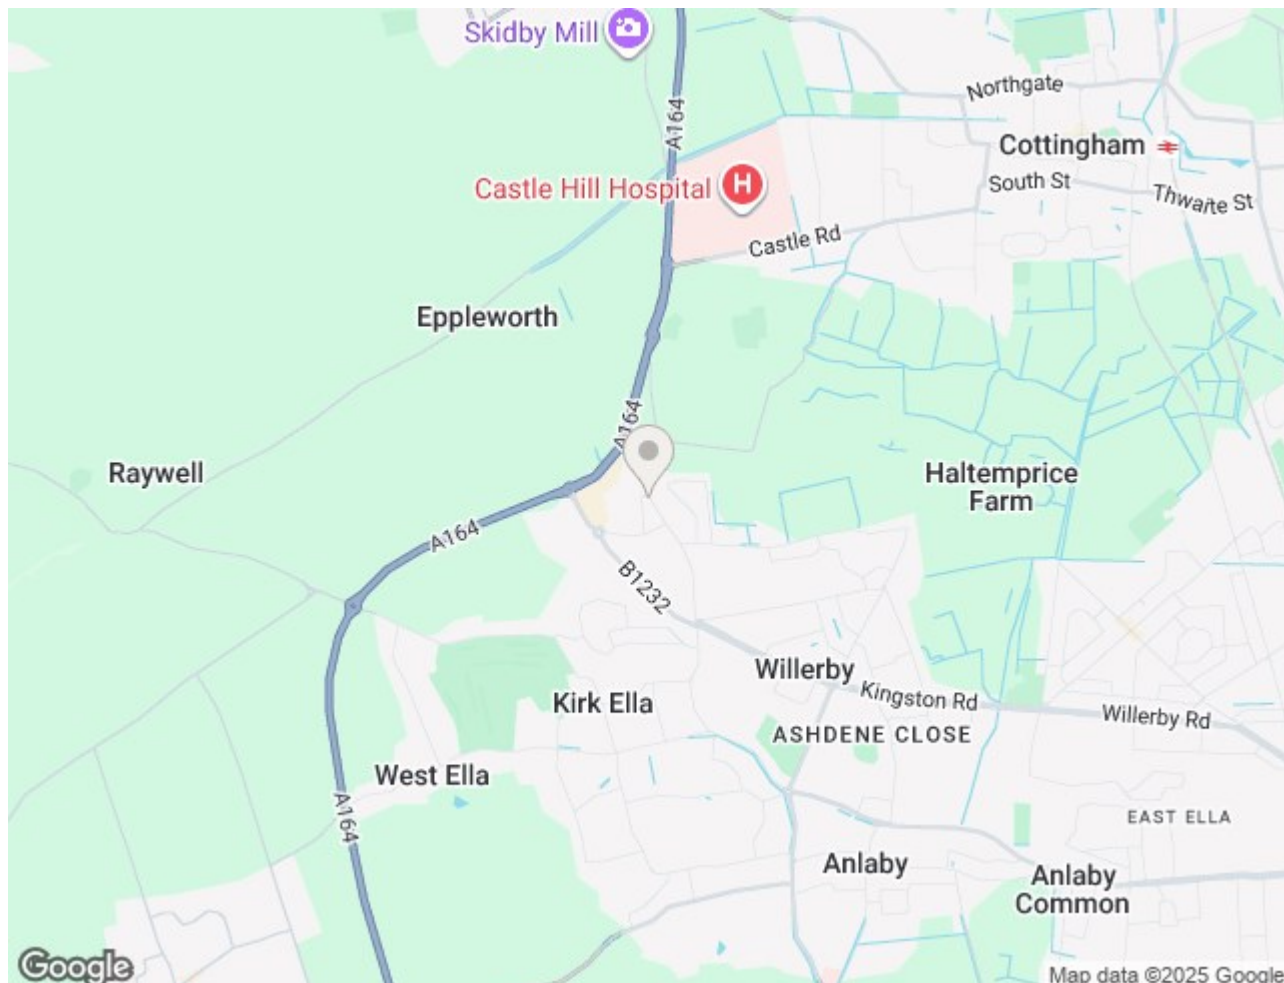 Skidby Mill
A164
Northgate
Cottingham
Castle Hill Hospital
H
South St
Thwaite St
Castle Rd
Eppleworth
A164
Raywell
Haltemprice
Farm
A164
B1232
Willerby
Kingston Rd
Kirk Ella
Willerby Rd
ASHDENE CLOSE
West Ella
A164
EAST ELLA
Anlaby
Anlaby
Common
Google
Map data ©2025 Google